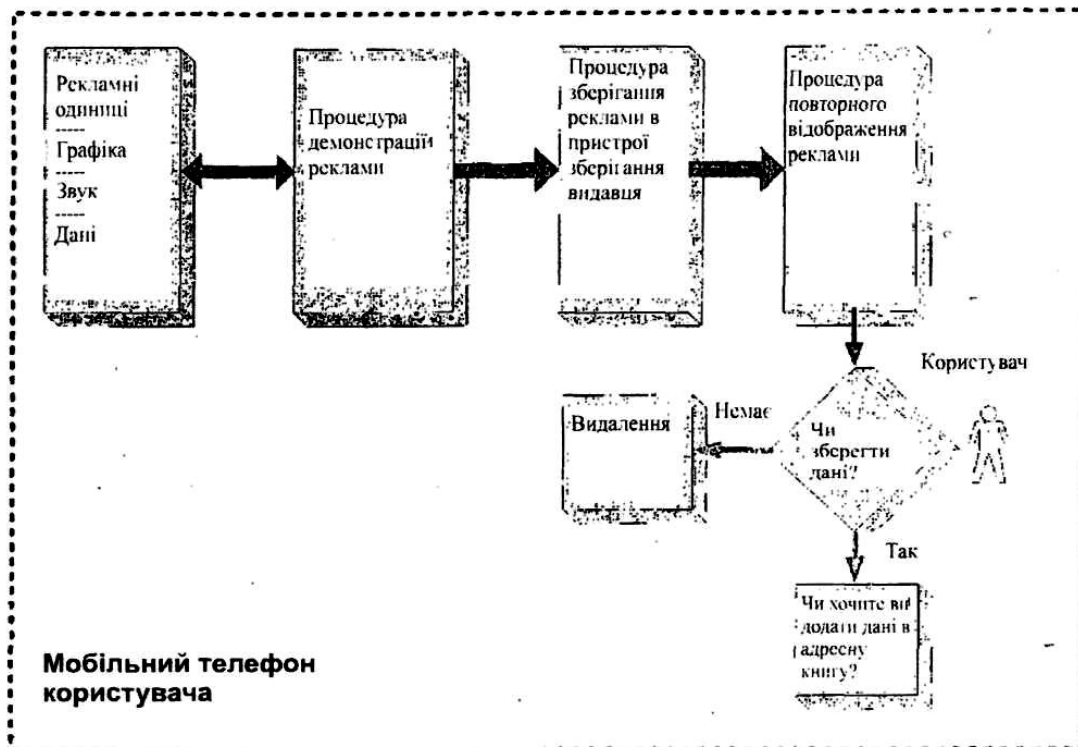 Рекламні
одиниці
-----
Графіка
-----
Звук
-----
Дані
Процедура
демонстрації
реклами
Процедура
зберігання
реклами в
пристрої
зберігання
видавця
Процедура
повторного
відображення
реклами
Користувач
Чи
зберегти
дані?
Немає
Видалення
Так
Чи хочите ви
додати дані в
адресну
книгу?
Мобільний телефон
користувача